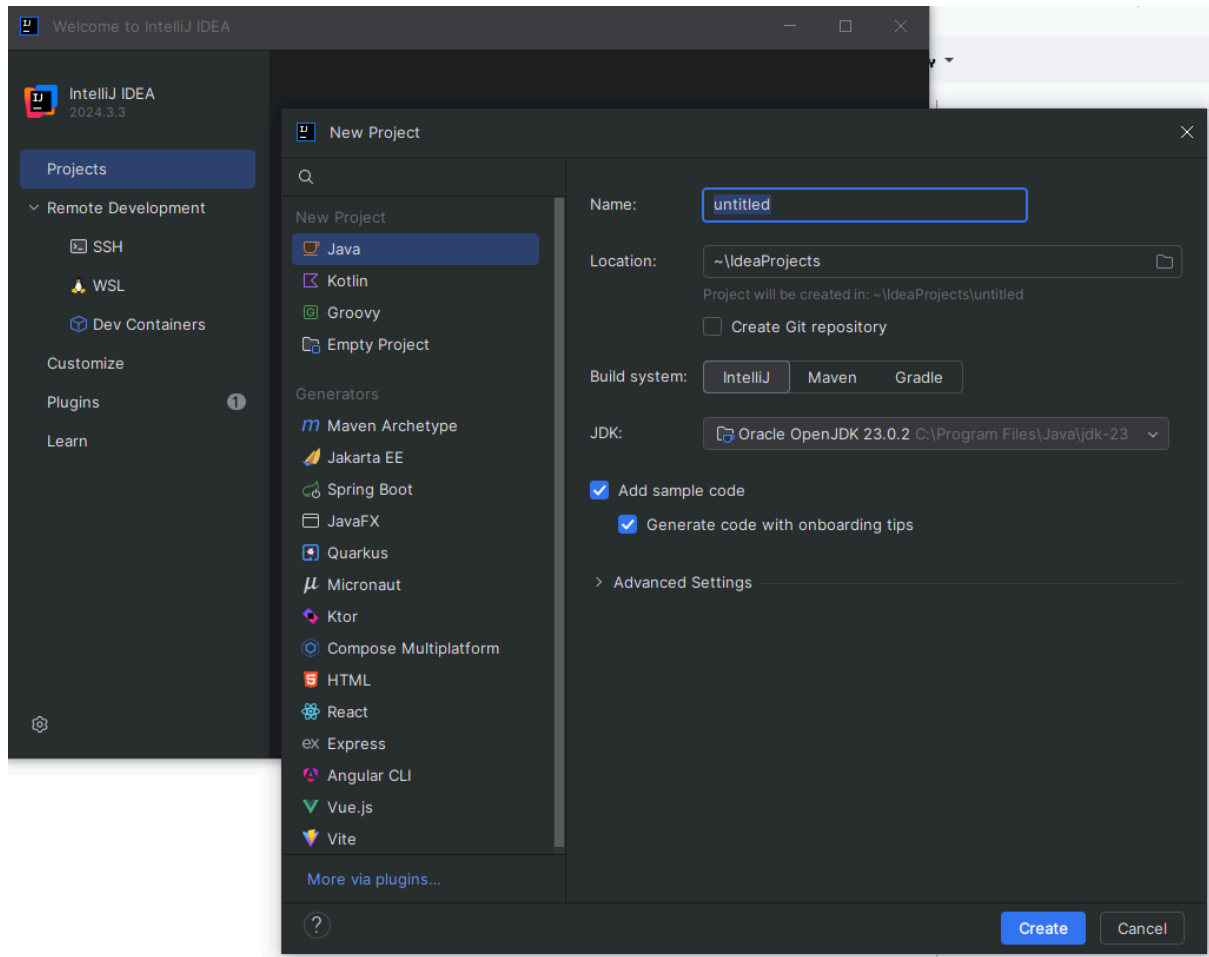 Welcome to IntelliJ IDEA
IntelliJ IDEA
2024.3.3
Projects
Remote Development
SSH
WSL
Dev Containers
Customize
Plugins 1
Learn
New Project
New Project
Java
Kotlin
Groovy
Empty Project
Generators
Maven Archetype
Jakarta EE
Spring Boot
JavaFX
Quarkus
Micronaut
Ktor
Compose Multiplatform
HTML
React
Express
Angular CLI
Vue.js
Vite
More via plugins...
Name: untitled
Location: ~\IdeaProjects
Project will be created in: ~\IdeaProjects\untitled
Create Git repository
Build system: IntelliJ Maven Gradle
JDK: Oracle OpenJDK 23.0.2 C:\Program Files\Java\jdk-23
Add sample code
Generate code with onboarding tips
Advanced Settings
? Create Cancel